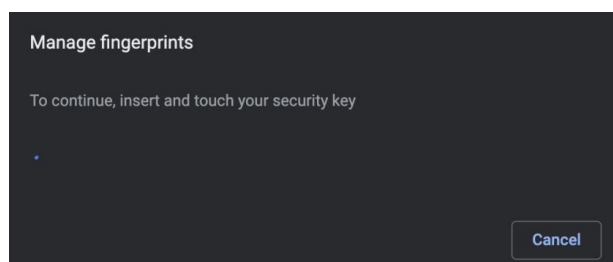 Manage fingerprints
To continue, insert and touch your security key
Cancel